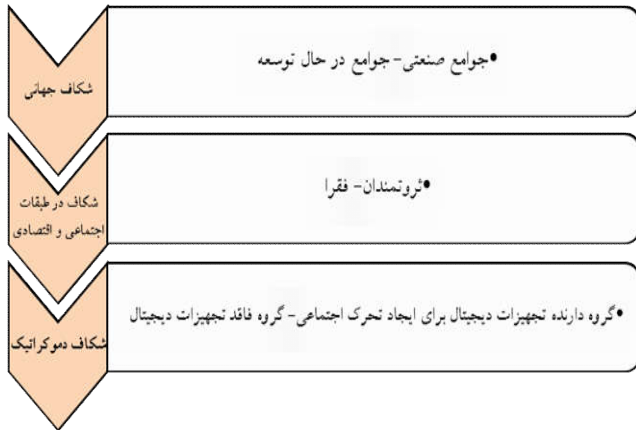 شکاف جهانی
•جوامع صنعتی- جوامع در حال توسعه
شکاف در طبقات
اجتماعی و اقتصادی
•ثروتمندان- فقرا
شکاف دموکراتیک
•گروه دارنده تجهیزات دیجیتال برای ایجاد تحرک اجتماعی- گروه فاقد تجهیزات دیجیتال